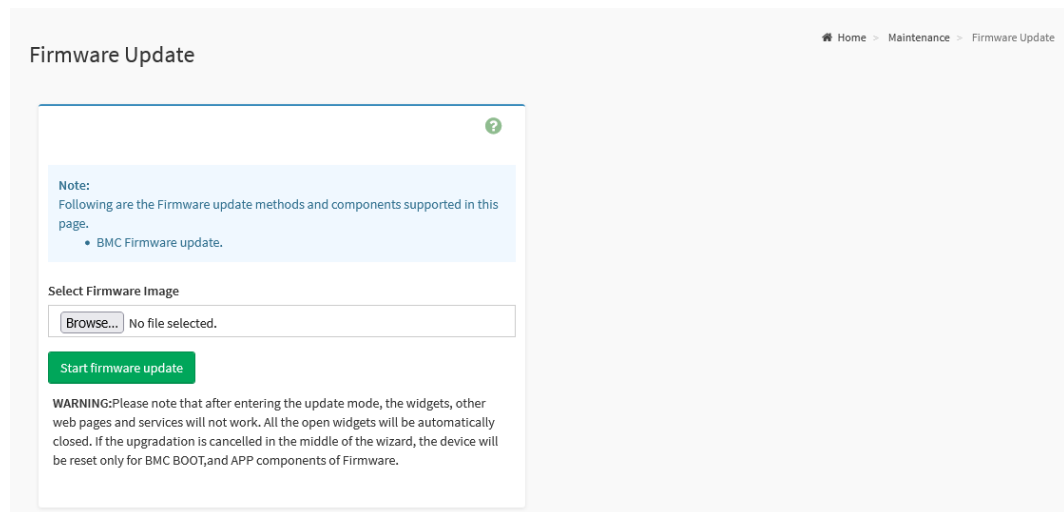 Home > Maintenance > Firmware Update
Firmware Update
?
Note:
Following are the Firmware update methods and components supported in this
page.
• BMC Firmware update.
Select Firmware Image
Browse... No file selected.
Start firmware update
WARNING:Please note that after entering the update mode, the widgets, other
web pages and services will not work. All the open widgets will be automatically
closed. If the upgradation is cancelled in the middle of the wizard, the device will
be reset only for BMC BOOT,and APP components of Firmware.